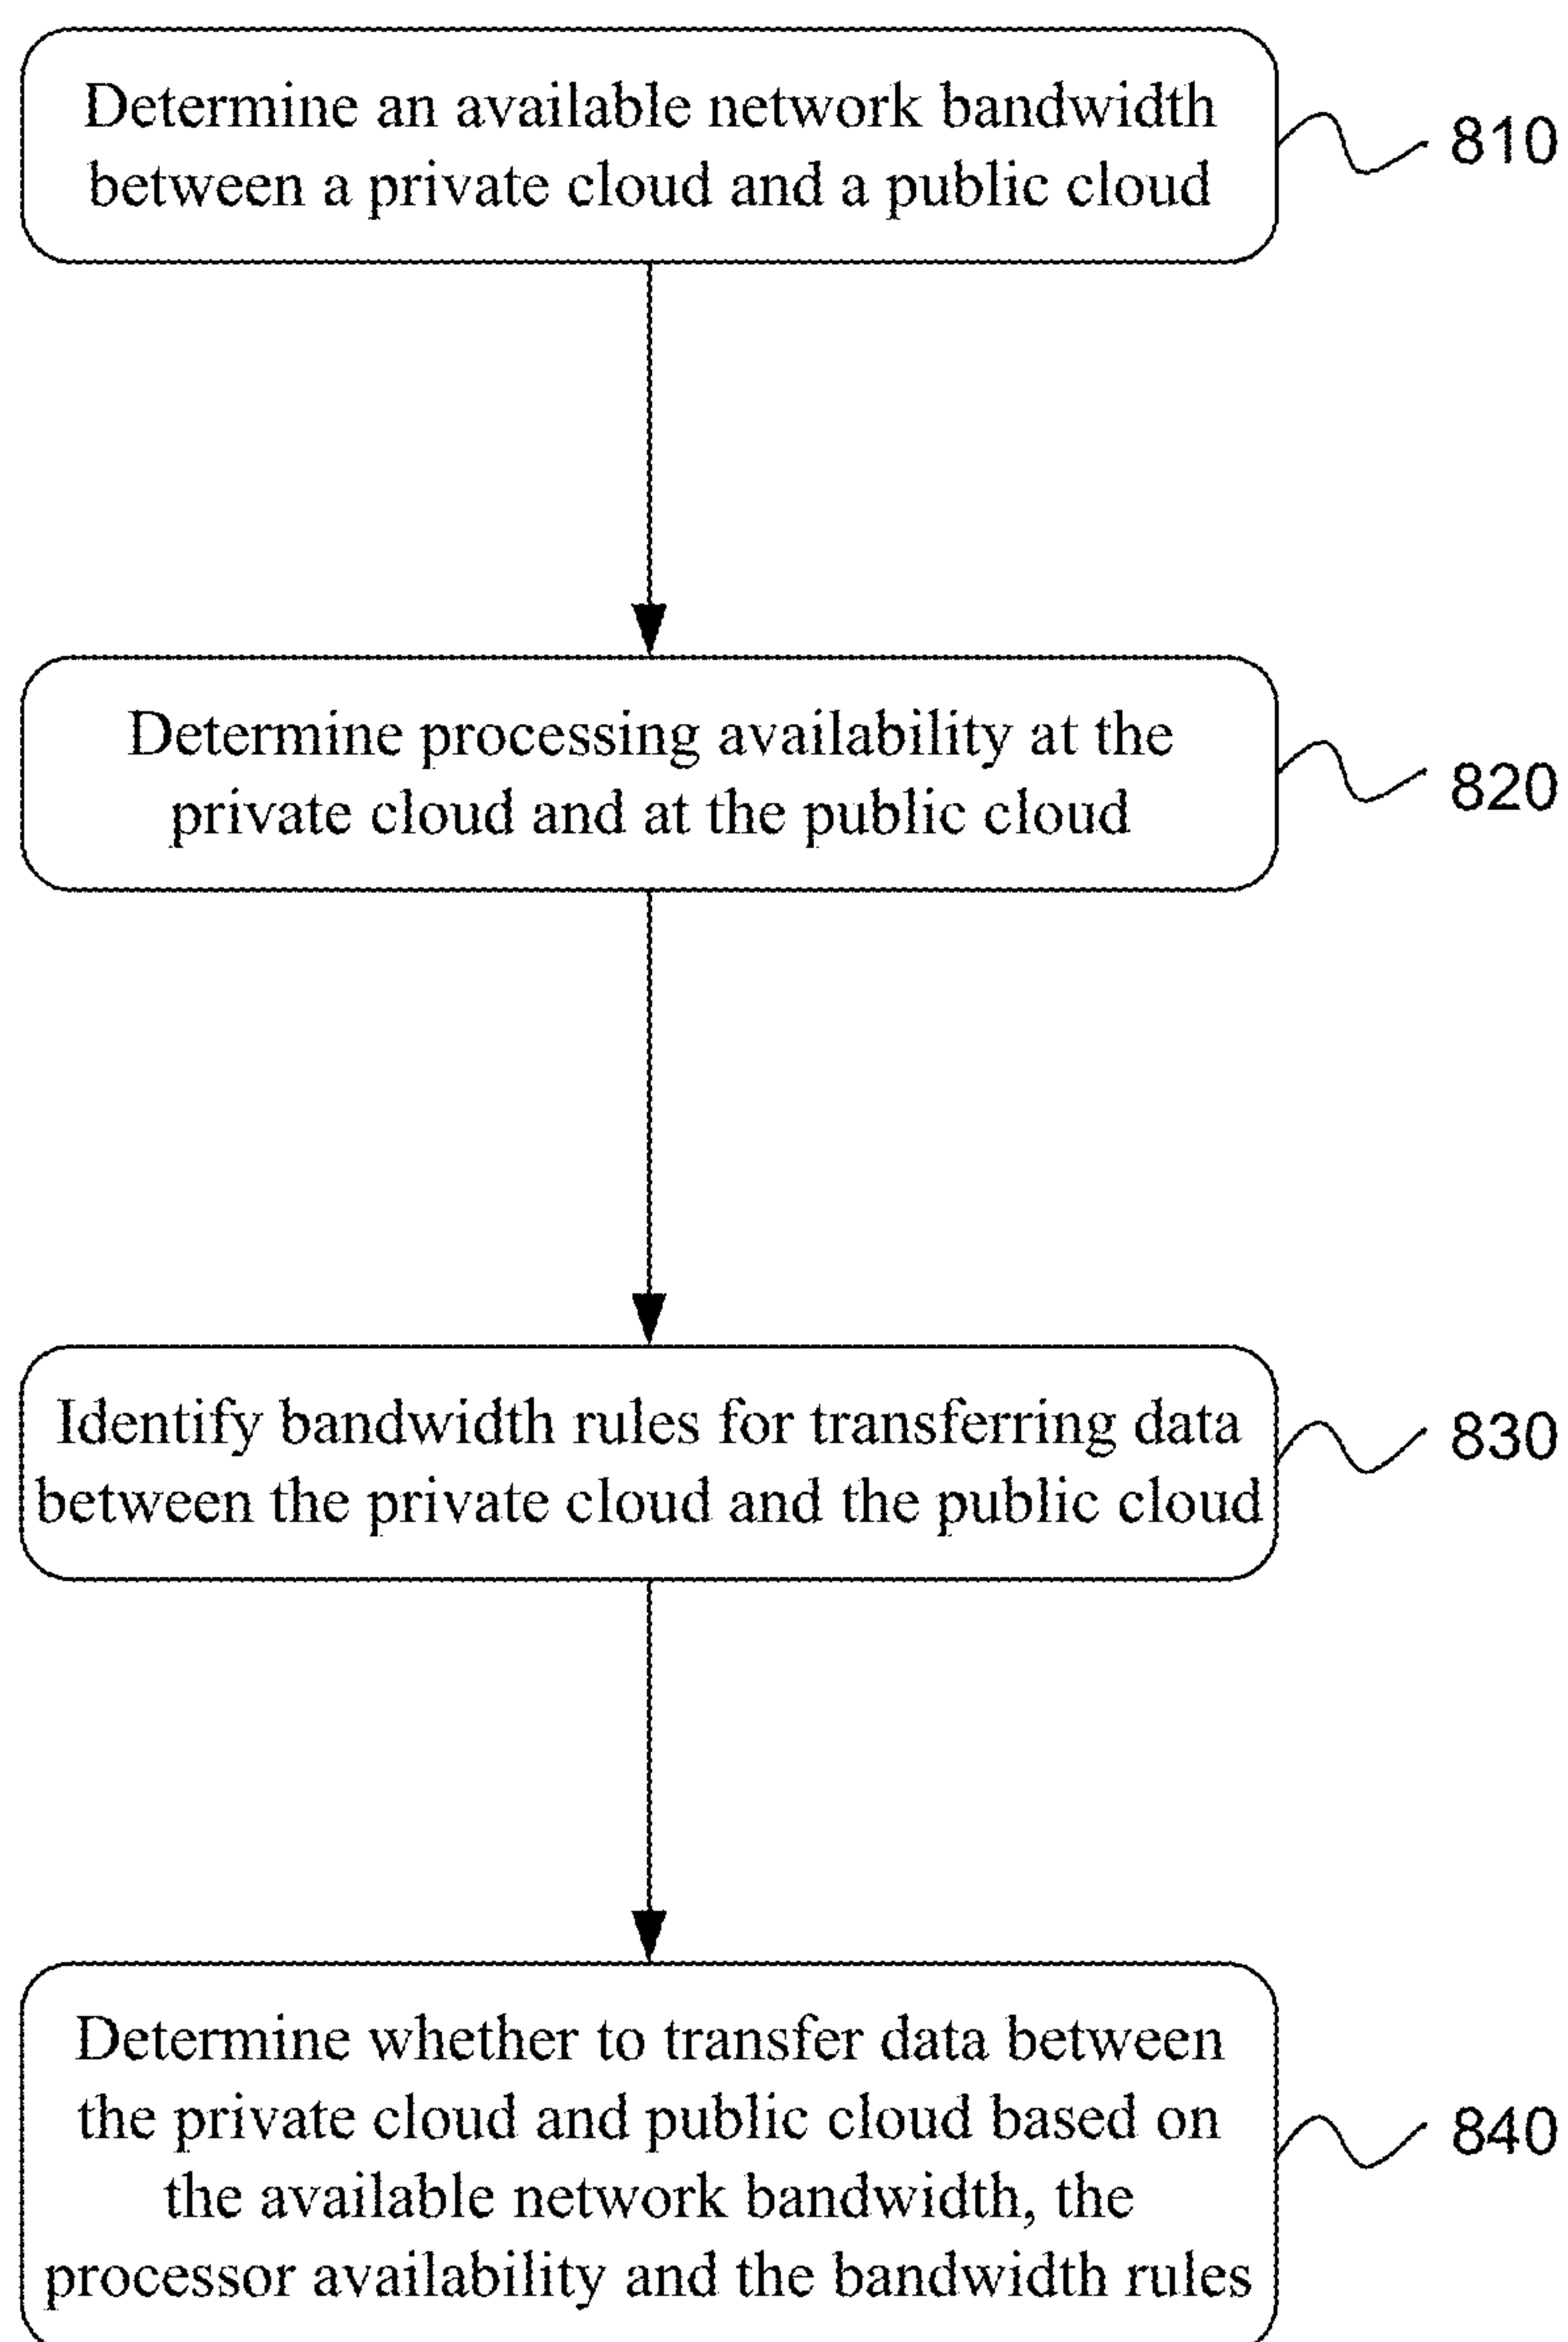 Determine an available network bandwidth
between a private cloud and a public cloud
810
Determine processing availability at the
private cloud and at the public cloud
820
Identify bandwidth rules for transferring data
between the private cloud and the public cloud
830
Determine whether to transfer data between
the private cloud and public cloud based on
the available network bandwidth, the
processor availability and the bandwidth rules
840